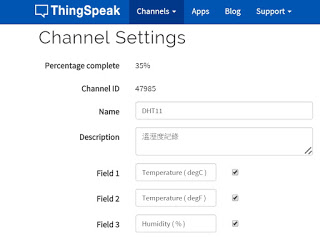 ThingSpeak Channels Apps Blog Support
Channel Settings
Percentage complete 35%
Channel ID 47985
Name DHT11
Description 溫溼度紀錄
Field 1 Temperature ( degC )
Field 2 Temperature ( degF )
Field 3 Humidity ( % )